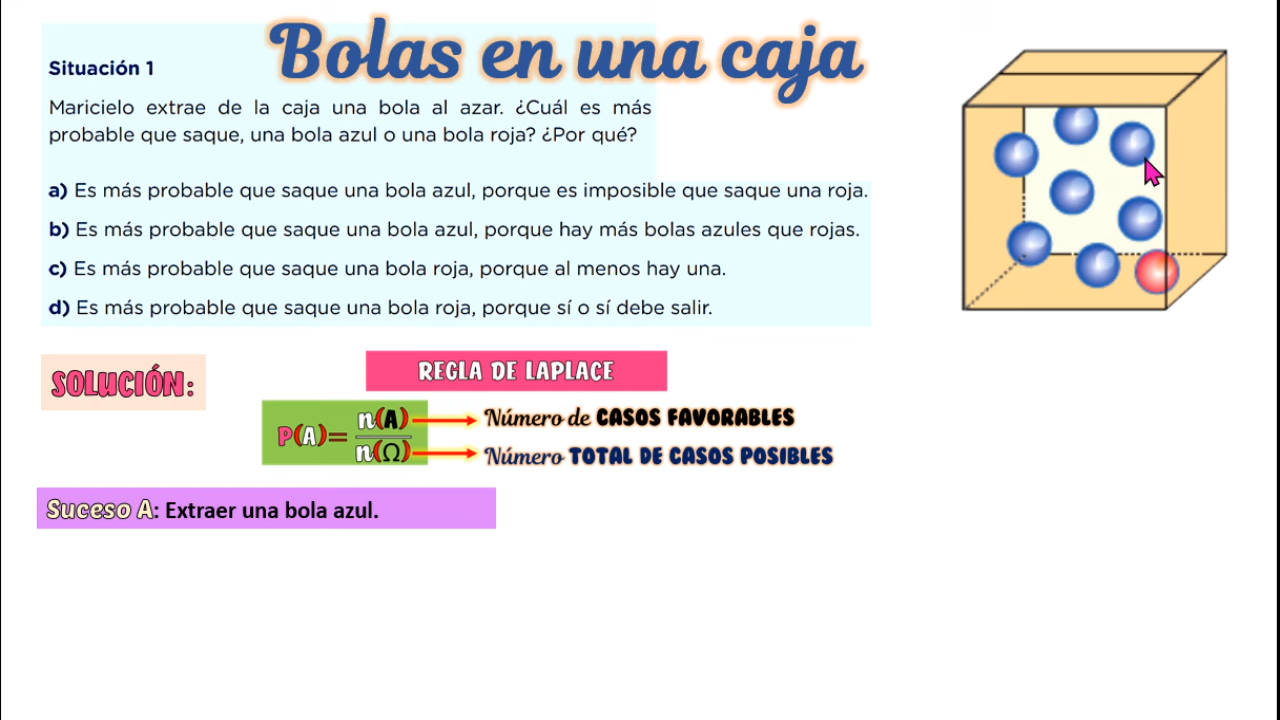 Bolas en una caja
Situación 1
Maricielo extrae de la caja una bola al azar. ¿Cuál es más
probable que saque, una bola azul o una bola roja? ¿Por qué?
a) Es más probable que saque una bola azul, porque es imposible que saque una roja.
b) Es más probable que saque una bola azul, porque hay más bolas azules que rojas.
c) Es más probable que saque una bola roja, porque al menos hay una.
d) Es más probable que saque una bola roja, porque sí o sí debe salir.
SOLUCIÓN:
REGLA DE LAPLACE
P(A)= n(A) / n(Ω)
Número de CASOS FAVORABLES
Número TOTAL DE CASOS POSIBLES
Suceso A: Extraer una bola azul.